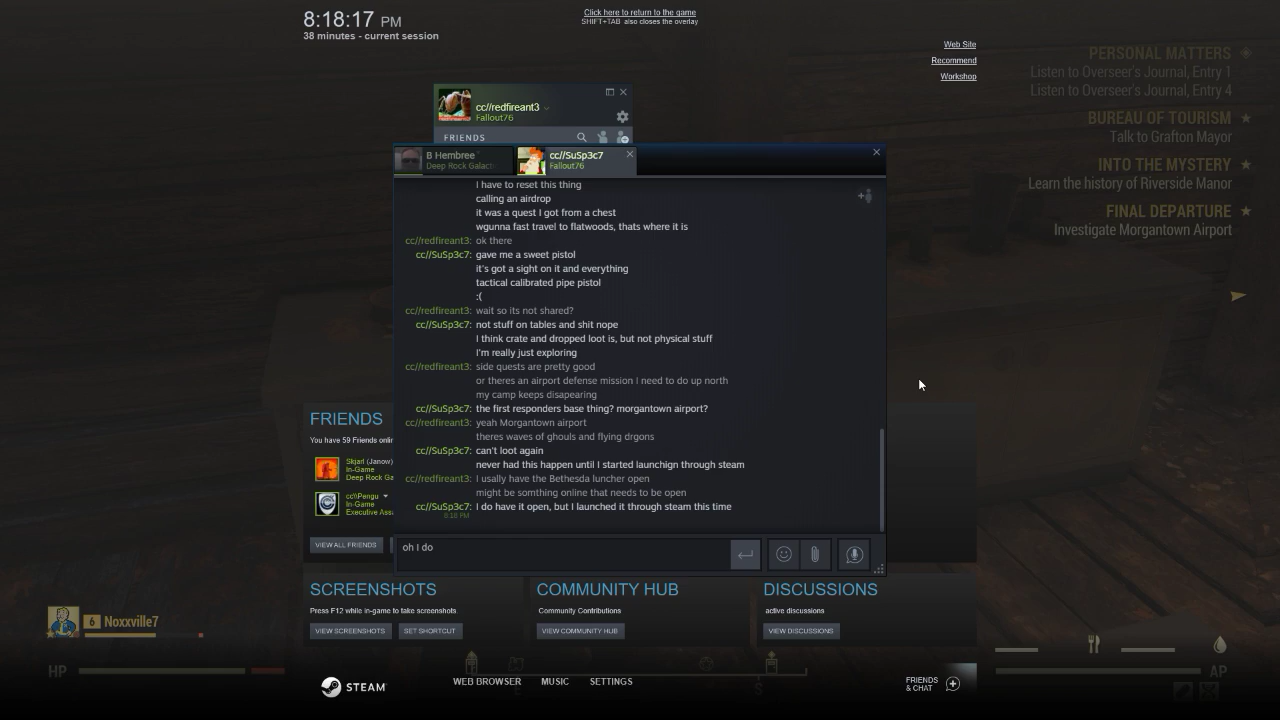 8:18:17 PM
38 minutes - current session
Click here to return to the game
SHIFT+TAB also closes the overlay
Web Site
Recommend
Workshop
PERSONAL MATTERS
Listen to Overseer's Journal, Entry 1
Listen to Overseer's Journal, Entry 4
BUREAU OF TOURISM
Talk to Grafton Mayor
INTO THE MYSTERY
Learn the history of Riverside Manor
FINAL DEPARTURE
Investigate Morgantown Airport
cc//redfireant3
Fallout76
FRIENDS
B Hembree
Deep Rock Galact
cc//SuSp3c7
Fallout76
I have to reset this thing
calling an airdrop
it was a quest I got from a chest
wgunna fast travel to flatwoods, thats where it is
cc//redfireant3: ok there
cc//SuSp3c7: gave me a sweet pistol
it's got a sight on it and everything
tactical calibrated pipe pistol
:(
cc//redfireant3: wait so its not shared?
cc//SuSp3c7: not stuff on tables and shit nope
I think crate and dropped loot is, but not physical stuff
I'm really just exploring
cc//redfireant3: side quests are pretty good
or theres an airport defense mission I need to do up north
my camp keeps disapearing
cc//SuSp3c7: the first responders base thing? morgantown airport?
cc//redfireant3: yeah Morgantown airport
theres waves of ghouls and flying drgons
cc//SuSp3c7: can't loot again
never had this happen until I started launchign through steam
cc//redfireant3: I usally have the Bethesda luncher open
might be somthing online that needs to be open
cc//SuSp3c7: I do have it open, but I launched it through steam this time
8:18 PM
oh I do
FRIENDS
You have 59 Friends onlin
Skjarl (Janow)
In-Game
Deep Rock Ga
cc\\Pengu
In-Game
Executive Ass
VIEW ALL FRIENDS
SCREENSHOTS
Press F12 while in-game to take screenshots
VIEW SCREENSHOTS
SET SHORTCUT
COMMUNITY HUB
Community Contributions
VIEW COMMUNITY HUB
DISCUSSIONS
active discussions
VIEW DISCUSSIONS
6 Noxxville7
HP
AP
S
STEAM
WEB BROWSER
MUSIC
SETTINGS
FRIENDS
& CHAT